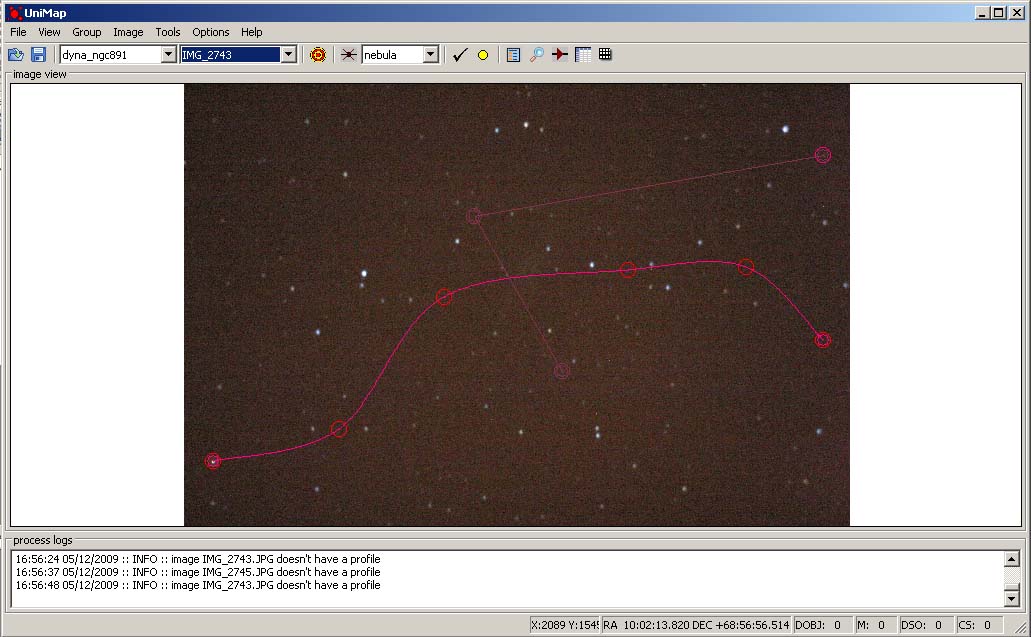 UniMap
File View Group Image Tools Options Help
dyna_ngc891 IMG_2743 nebula
image view
process logs
16:56:24 05/12/2009 :: INFO :: image IMG_2743.JPG doesn't have a profile
16:56:37 05/12/2009 :: INFO :: image IMG_2745.JPG doesn't have a profile
16:56:48 05/12/2009 :: INFO :: image IMG_2743.JPG doesn't have a profile
X:2089 Y:154 RA 10:02:13.820 DEC +68:56:56.514 DOBJ: 0 M: 0 DSO: 0 CS: 0